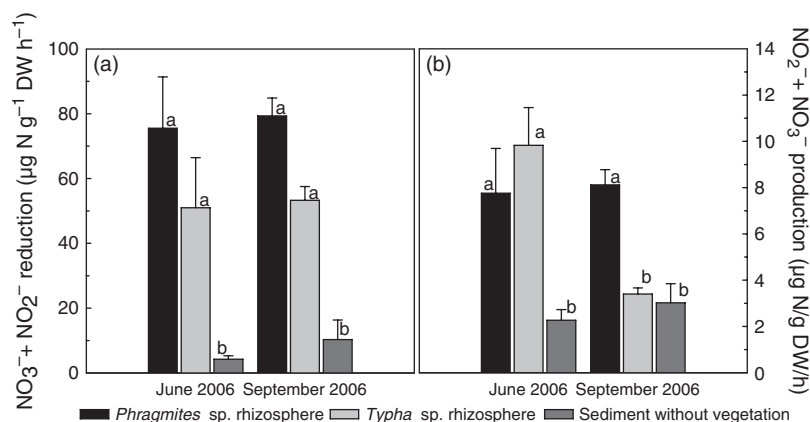 NO3⁻+ NO2⁻ reduction (µg N g⁻¹ DW h⁻¹)
100
80
60
40
20
0
(a)
a
a
b
a
a
b
June 2006 September 2006
(b)
a
a
b
a
b
b
June 2006 September 2006
14
12
10
8
6
4
2
0
NO2⁻+ NO3⁻ production (µg N/g DW/h)
Phragmites sp. rhizosphere Typha sp. rhizosphere Sediment without vegetation